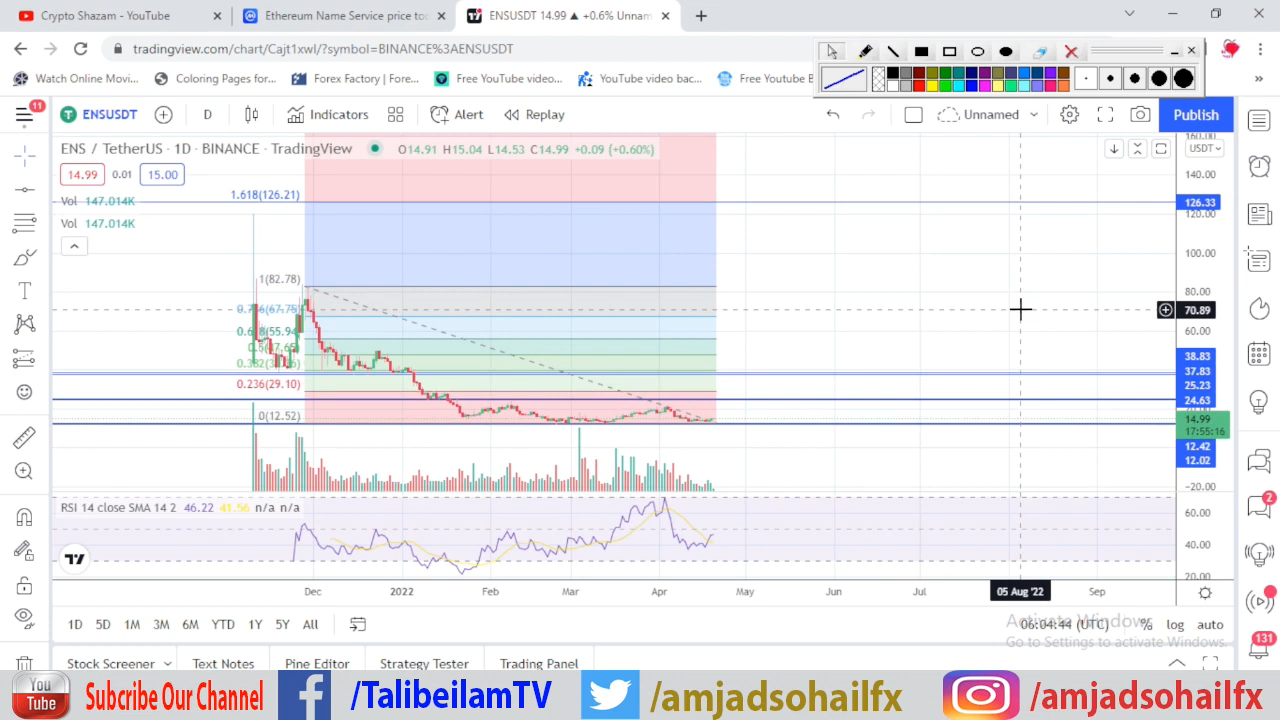 Crypto Shazam - YouTube
Ethereum Name Service price to
ENSUSDT 14.99 ▲ +0.6% Unnam
tradingview.com/chart/Cajt1xwl/?symbol=BINANCE%3AENSUSDT
Watch Online Movi...
Coloring Pages for...
Forex Factory | Fore...
Free YouTube video...
YouTube video bac...
Free Youtube B
11
ENSUSDT
D
Indicators
Alert
Replay
Unnamed
Publish
ENS / TetherUS · 1D · BINANCE · TradingView
O14.91 H15.04 L14.53 C14.99 +0.09 (+0.60%)
USDT
160.00
14.99
0.01
15.00
140.00
Vol 147.014K
1.618(126.21)
126.33
120.00
Vol 147.014K
100.00
1(82.78)
80.00
70.89
60.00
0.236(29.10)
38.83
37.83
25.23
24.63
0(12.52)
14.99
17:55:16
12.42
12.02
−20.00
RSI 14 close SMA 14 2 46.22 41.56 n/a n/a
60.00
40.00
20.00
Dec
2022
Feb
Mar
Apr
May
Jun
Jul
05 Aug '22
Sep
2
131
1D 5D 1M 3M 6M YTD 1Y 5Y All
06:04:44 (UTC)
% log auto
Activate Windows
Go to Settings to activate Windows.
Stock Screener
Text Notes
Pine Editor
Strategy Tester
Trading Panel
You
Tube
Subcribe Our Channel
/TalibeilamTV
/amjadsohailfx
/amjadsohailfx